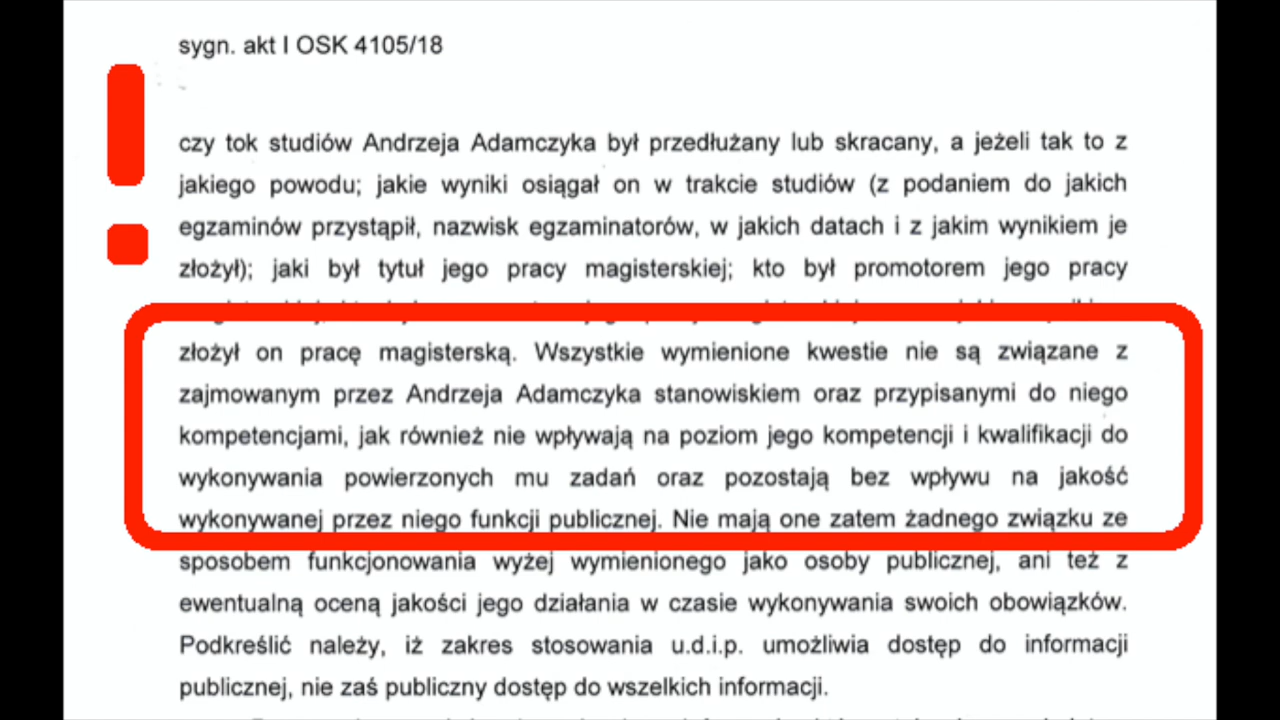 sygn. akt I OSK 4105/18
czy tok studiów Andrzeja Adamczyka był przedłużany lub skracany, a jeżeli tak to z
jakiego powodu; jakie wyniki osiągał on w trakcie studiów (z podaniem do jakich
egzaminów przystąpił, nazwisk egzaminatorów, w jakich datach i z jakim wynikiem je
złożył); jaki był tytuł jego pracy magisterskiej; kto był promotorem jego pracy
złożył on pracę magisterską. Wszystkie wymienione kwestie nie są związane z
zajmowanym przez Andrzeja Adamczyka stanowiskiem oraz przypisanymi do niego
kompetencjami, jak również nie wpływają na poziom jego kompetencji i kwalifikacji do
wykonywania powierzonych mu zadań oraz pozostają bez wpływu na jakość
wykonywanej przez niego funkcji publicznej. Nie mają one zatem żadnego związku ze
sposobem funkcjonowania wyżej wymienionego jako osoby publicznej, ani też z
ewentualną oceną jakości jego działania w czasie wykonywania swoich obowiązków.
Podkreślić należy, iż zakres stosowania u.d.i.p. umożliwia dostęp do informacji
publicznej, nie zaś publiczny dostęp do wszelkich informacji.